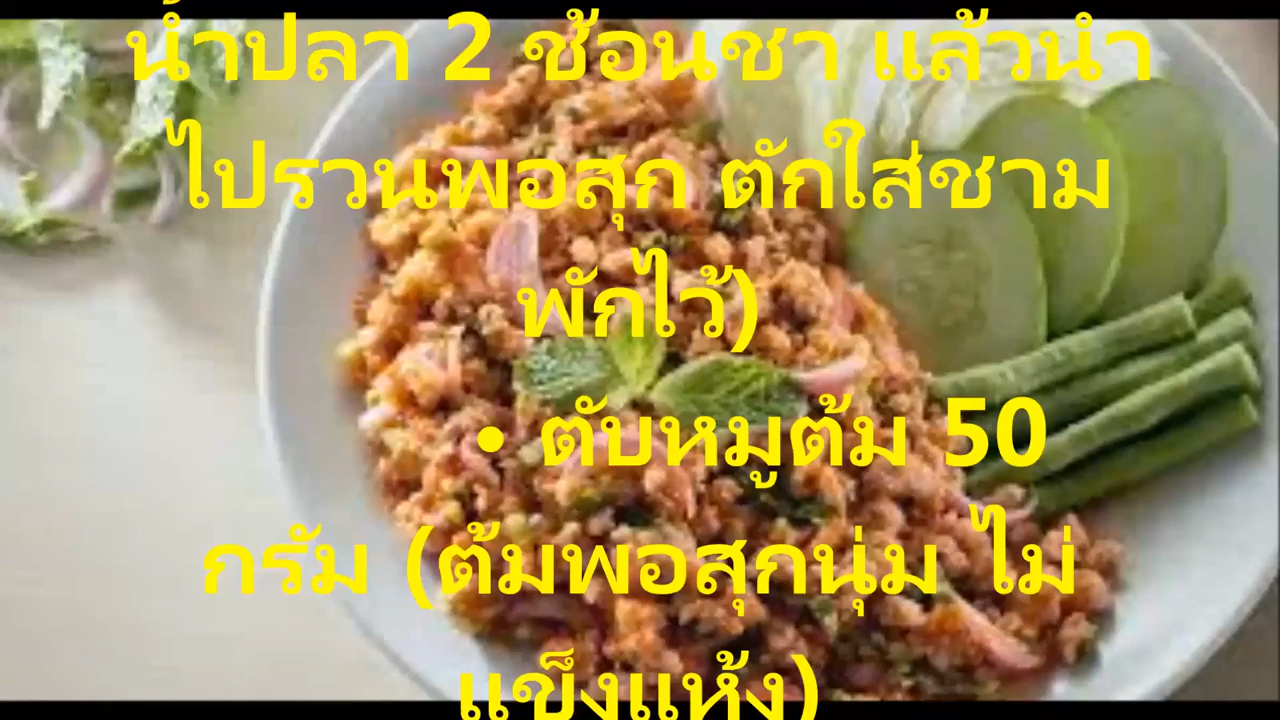 น้ำปลา 2 ช้อนชา แล้วนำ
ไปรวนพอสุก ตักใส่ชาม
พักไว้)
• ตับหมูต้ม 50
กรัม (ต้มพอสุกนุ่ม ไม่
แข็งแห้ง)